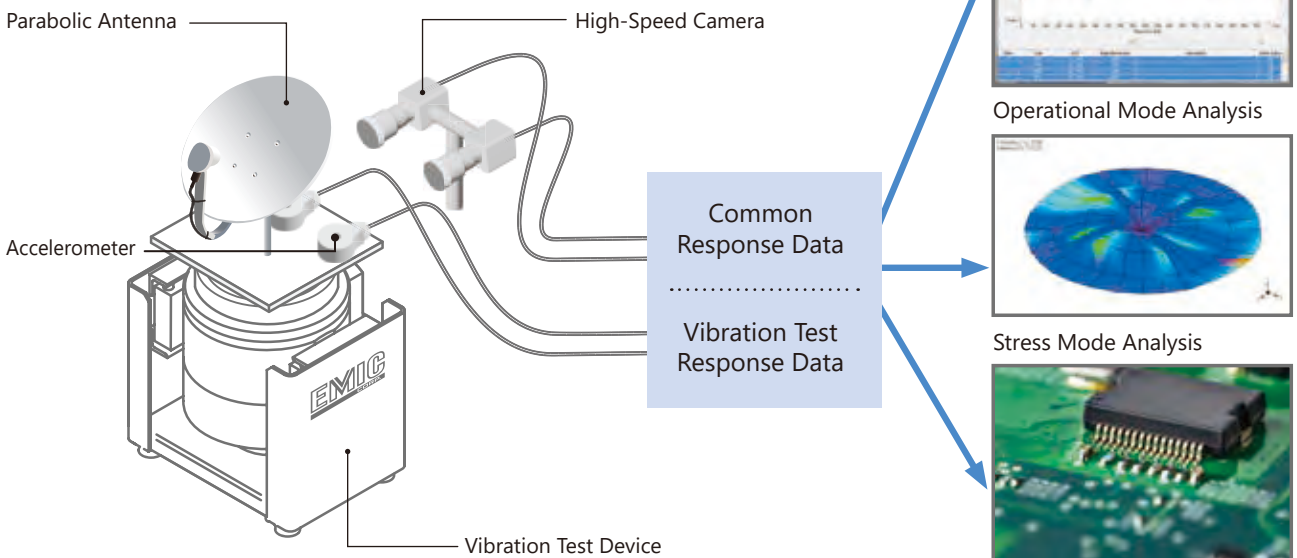 Parabolic Antenna
High-Speed Camera
Operational Mode Analysis
Accelerometer
Common
Response Data
Vibration Test
Response Data
Stress Mode Analysis
EMIC
CORP.
Vibration Test Device